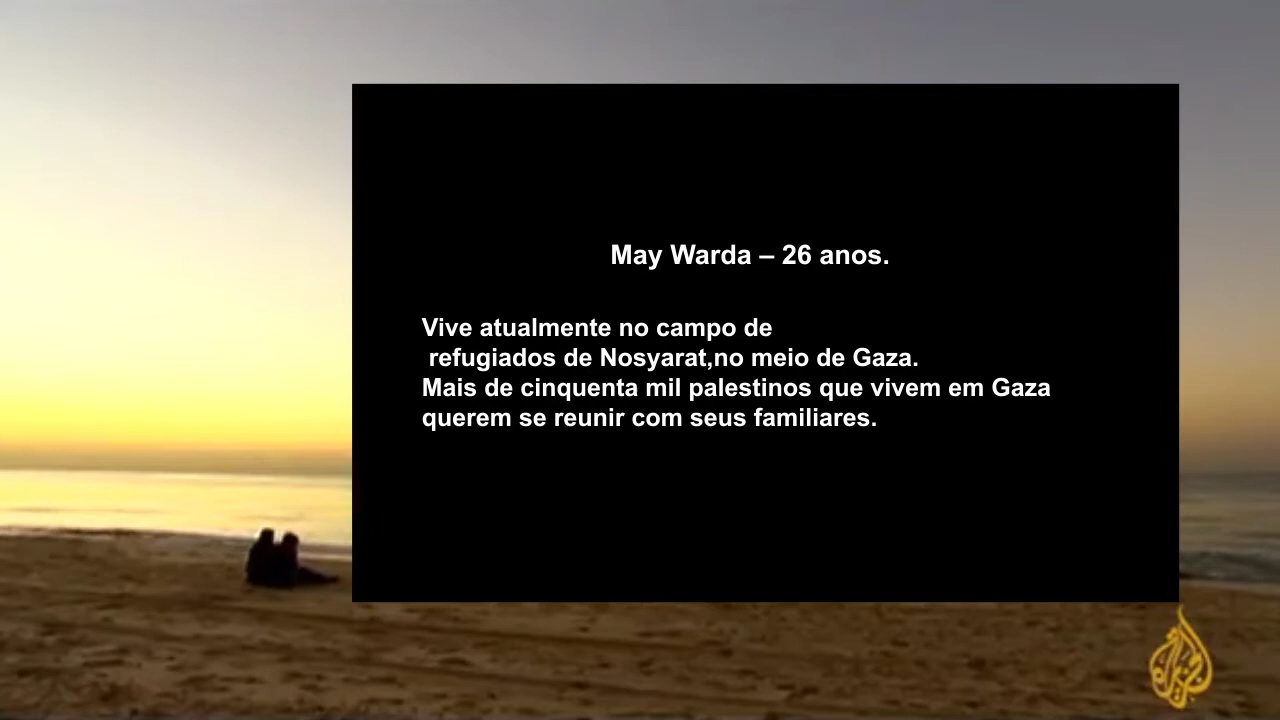 May Warda – 26 anos.
Vive atualmente no campo de
refugiados de Nosyarat,no meio de Gaza.
Mais de cinquenta mil palestinos que vivem em Gaza
querem se reunir com seus familiares.